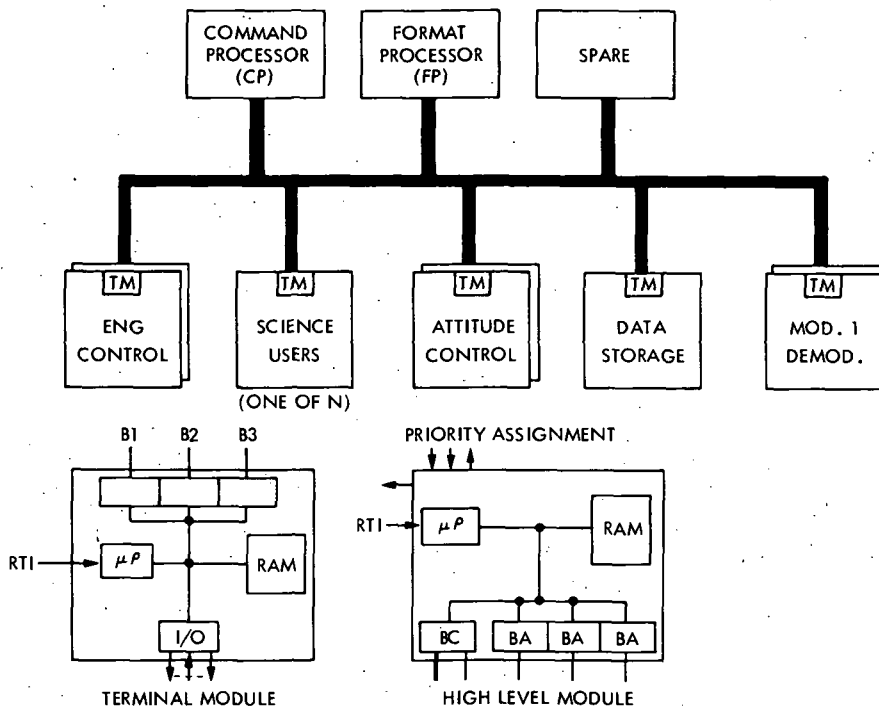 COMMAND
PROCESSOR
(CP)
FORMAT
PROCESSOR
(FP)
SPARE
TM
ENG
CONTROL
TM
SCIENCE
USERS
(ONE OF N)
TM
ATTITUDE
CONTROL
TM
DATA
STORAGE
TM
MOD. 1
DEMOD.
B1 B2 B3
RTI
μP
RAM
I/O
TERMINAL MODULE
PRIORITY ASSIGNMENT
RTI
μP
RAM
BC BA BA BA
HIGH LEVEL MODULE